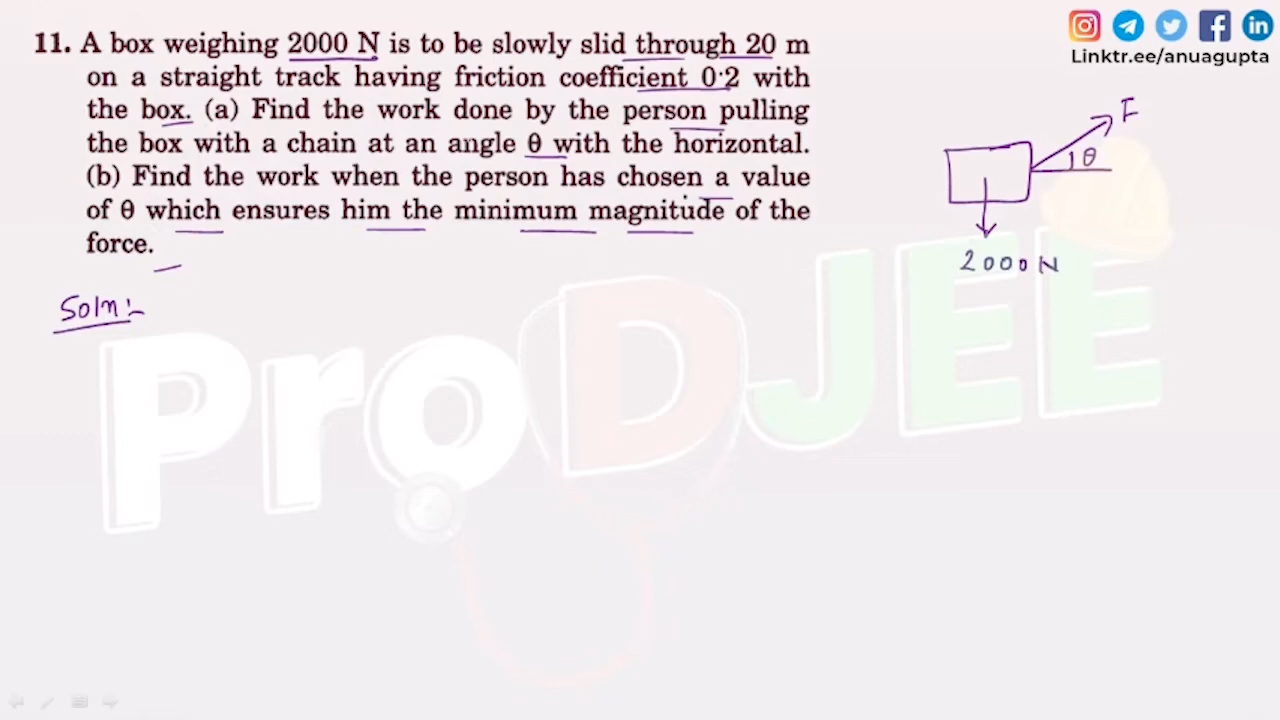 11. A box weighing 2000 N is to be slowly slid through 20 m
on a straight track having friction coefficient 0·2 with
the box. (a) Find the work done by the person pulling
the box with a chain at an angle θ with the horizontal.
(b) Find the work when the person has chosen a value
of θ which ensures him the minimum magnitude of the
force.
Linktr.ee/anuagupta
F
θ
2000N
Soln:-
ProDJEE